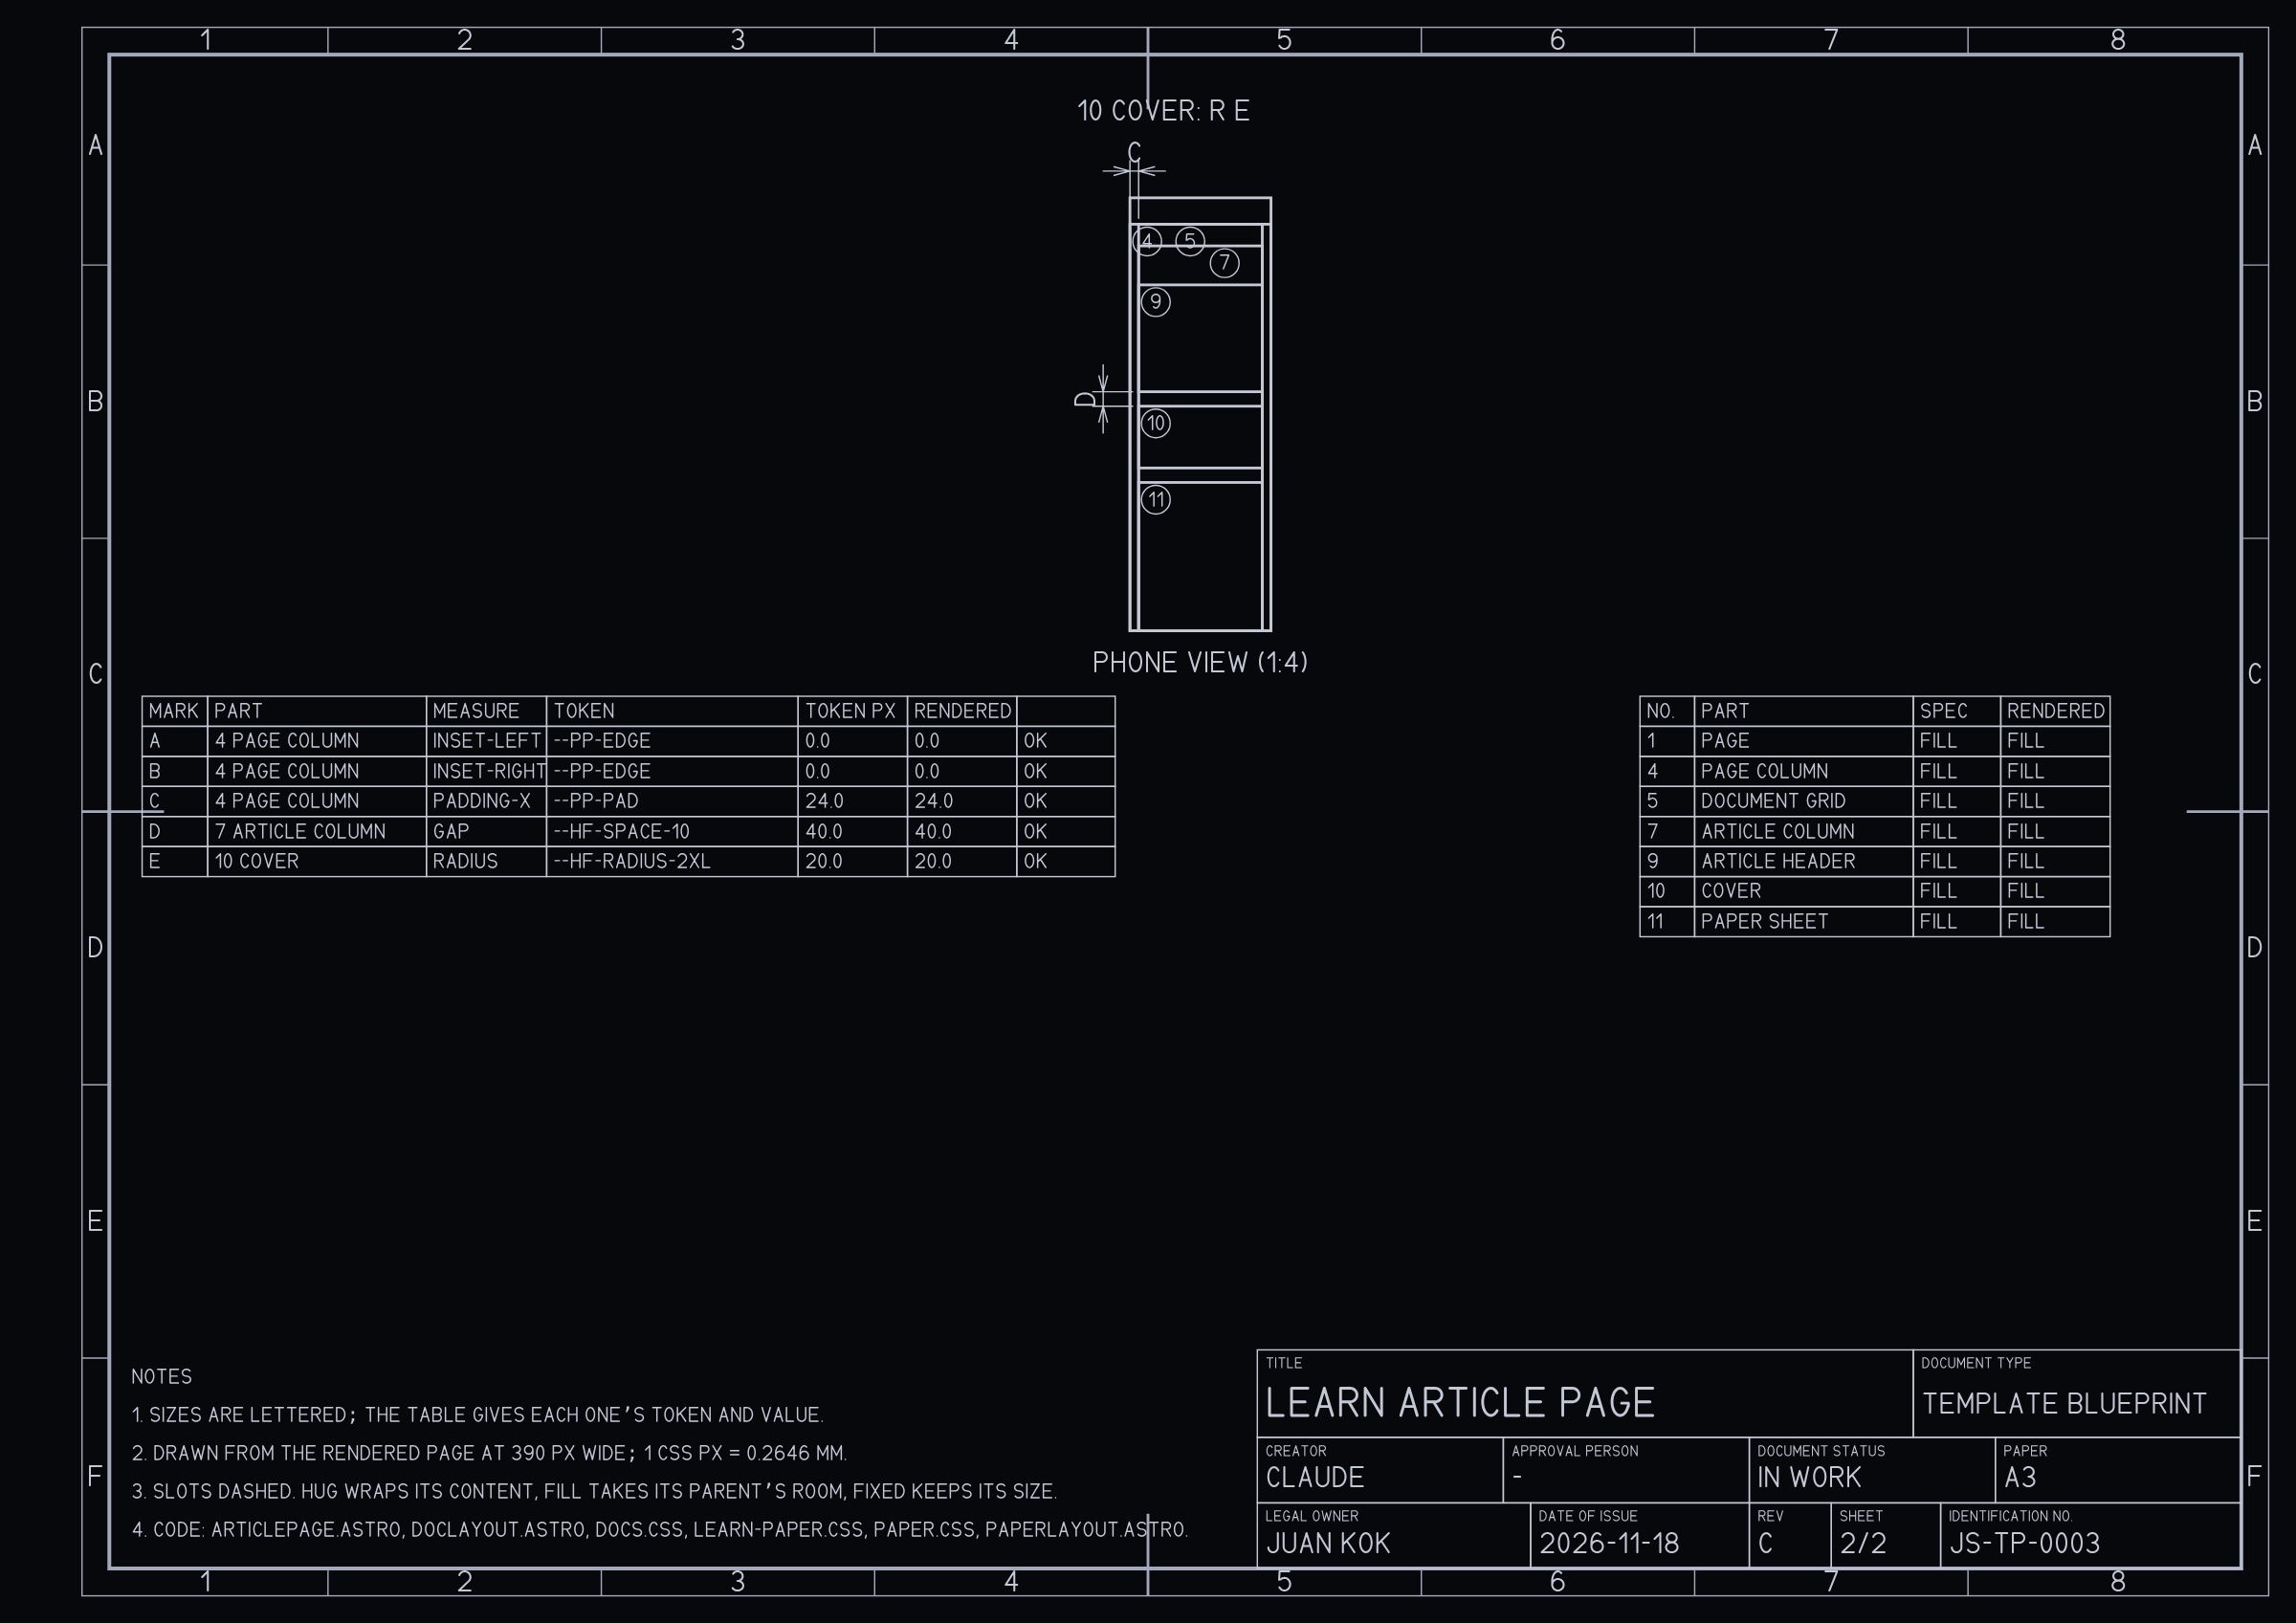 1 2 3 4 5 6 7 8
10 COVER: R E
A A
C
4 5
7
9
B D B
10
11
PHONE VIEW (1:4)
C C
MARK PART MEASURE TOKEN TOKEN PX RENDERED
A 4 PAGE COLUMN INSET-LEFT --PP-EDGE 0.0 0.0 OK
B 4 PAGE COLUMN INSET-RIGHT --PP-EDGE 0.0 0.0 OK
C 4 PAGE COLUMN PADDING-X --PP-PAD 24.0 24.0 OK
D 7 ARTICLE COLUMN GAP --HF-SPACE-10 40.0 40.0 OK
E 10 COVER RADIUS --HF-RADIUS-2XL 20.0 20.0 OK
NO. PART SPEC RENDERED
1 PAGE FILL FILL
4 PAGE COLUMN FILL FILL
5 DOCUMENT GRID FILL FILL
7 ARTICLE COLUMN FILL FILL
9 ARTICLE HEADER FILL FILL
10 COVER FILL FILL
11 PAPER SHEET FILL FILL
D D
E E
NOTES
1. SIZES ARE LETTERED; THE TABLE GIVES EACH ONE'S TOKEN AND VALUE.
2. DRAWN FROM THE RENDERED PAGE AT 390 PX WIDE; 1 CSS PX = 0.2646 MM.
3. SLOTS DASHED. HUG WRAPS ITS CONTENT, FILL TAKES ITS PARENT'S ROOM, FIXED KEEPS ITS SIZE.
4. CODE: ARTICLEPAGE.ASTRO, DOCLAYOUT.ASTRO, DOCS.CSS, LEARN-PAPER.CSS, PAPER.CSS, PAPERLAYOUT.ASTRO.
F F
TITLE DOCUMENT TYPE
LEARN ARTICLE PAGE TEMPLATE BLUEPRINT
CREATOR APPROVAL PERSON DOCUMENT STATUS PAPER
CLAUDE - IN WORK A3
LEGAL OWNER DATE OF ISSUE REV SHEET IDENTIFICATION NO.
JUAN KOK 2026-11-18 C 2/2 JS-TP-0003
1 2 3 4 5 6 7 8